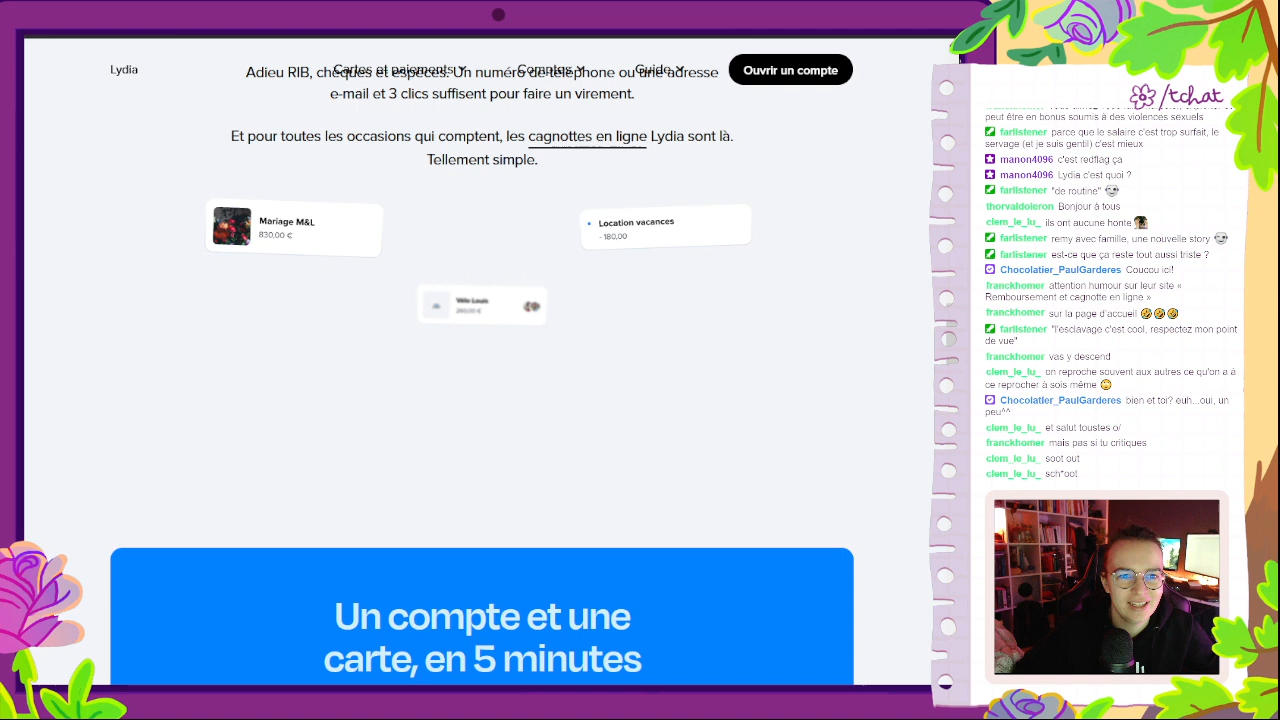 Lydia
Cartes et paiements
Comptes
Guide
Ouvrir un compte
numéro de téléphone ou une adresse
e-mail et 3 clics suffisent pour faire un virement.
Et pour toutes les occasions qui comptent, les cagnottes en ligne Lydia sont là.
Tellement simple.
Mariage M&L
830,00 €
Location vacances
- 180,00
Vélo Louis
Un compte et une
carte, en 5 minutes
/tchat
peut être en bonus soumis à des violences sexuels
farlistener parce que le salaire c'est trop surfait, le
servage (et je suis gentil) c'est mieux
manon4096 c'est redflag ça
manon4096 Lydia c'est quoi ?
farlistener "de routine"
thorvaldoleron Bonjour à tous
clem_le_lu_ ils ont aucune honte
farlistener remy avec famille, une nouvelle story
farlistener est-ce que ça reste tout aussi triste ?
Chocolatier_PaulGarderes Coucou ici!
franckhomer attention humour sur leur site «
Remboursement et cagnotte en ligne »
franckhomer sur la page d'accueil
farlistener "l'esclavage c'est cool, respectez mon point
de vue"
franckhomer vas y descend
clem_le_lu_ on reproche souvent aux autres ce qu'on a à
ce reprocher à sois même
Chocolatier_PaulGarderes bien et toi? euh...oui, un
peu^^
clem_le_lu_ et salut toustes o/
franckhomer mais pas si tu critiques
clem_le_lu_ soot out
clem_le_lu_ sch*oot